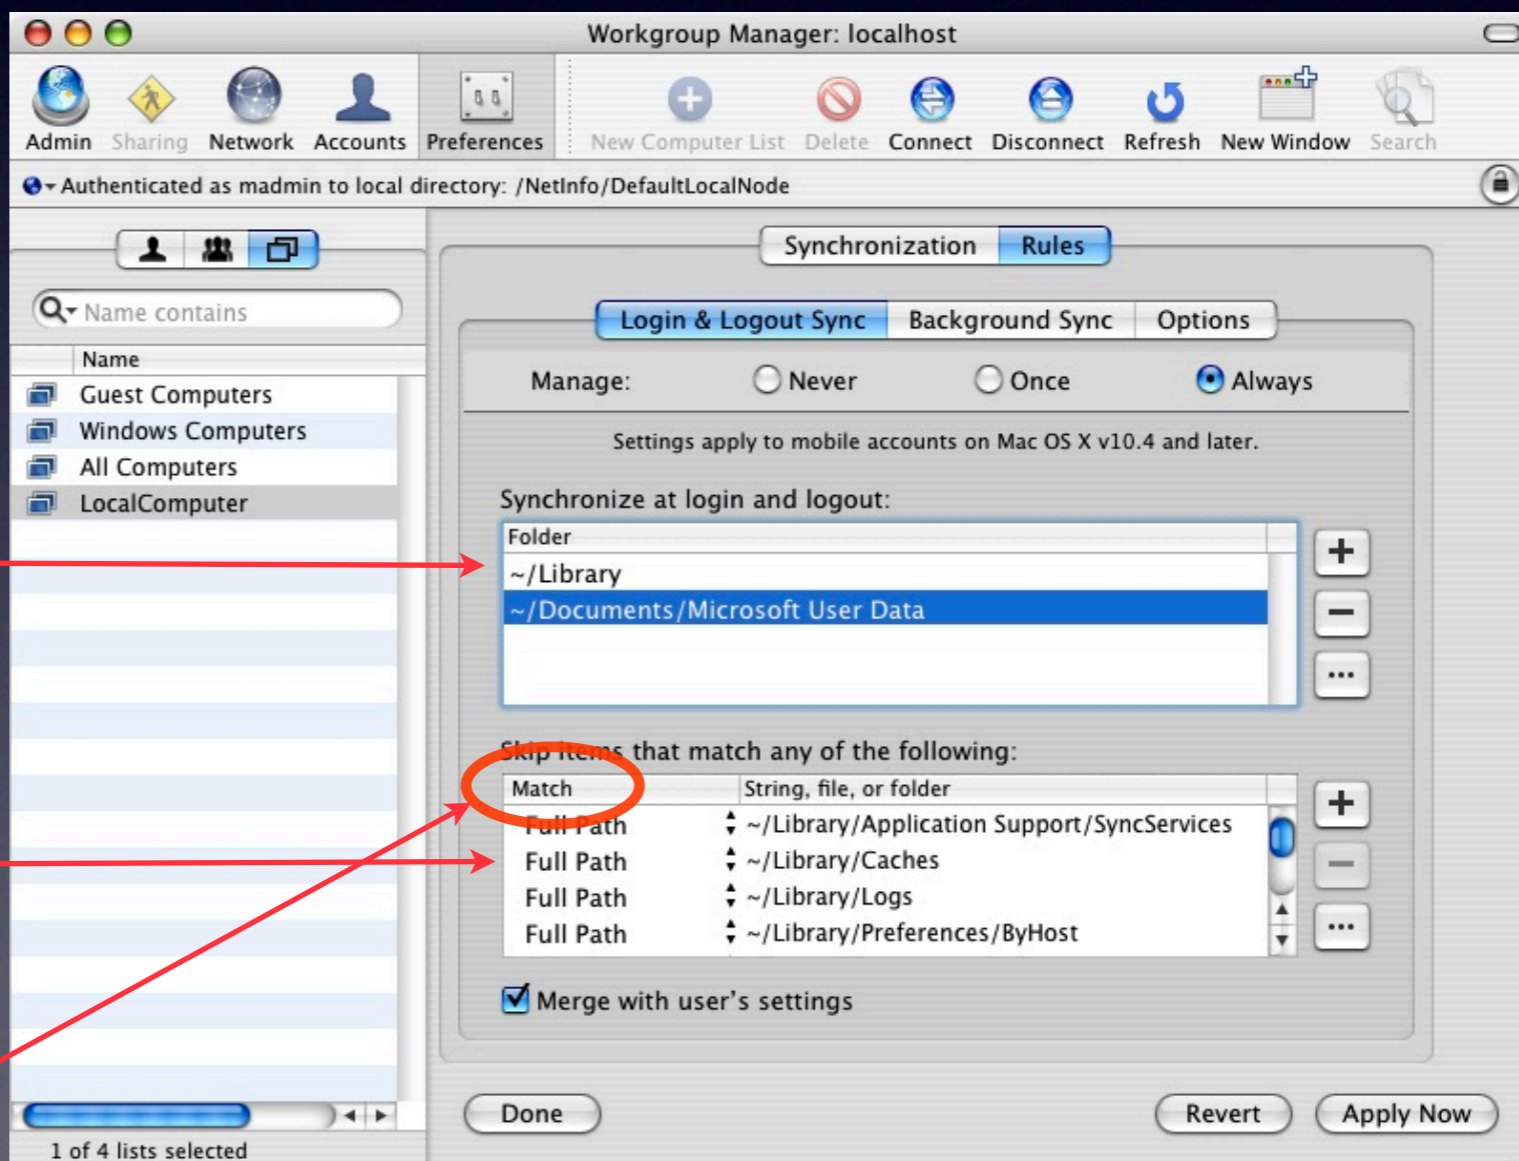 Workgroup Manager: localhost
Admin Sharing Network Accounts Preferences New Computer List Delete Connect Disconnect Refresh New Window Search
Authenticated as madmin to local directory: /NetInfo/DefaultLocalNode
Synchronization Rules
Name contains
Login & Logout Sync Background Sync Options
Name
Manage: Never Once Always
Guest Computers
Windows Computers
All Computers
LocalComputer
Settings apply to mobile accounts on Mac OS X v10.4 and later.
Synchronize at login and logout:
Folder
~/Library
~/Documents/Microsoft User Data
Skip items that match any of the following:
Match String, file, or folder
Full Path ~/Library/Application Support/SyncServices
Full Path ~/Library/Caches
Full Path ~/Library/Logs
Full Path ~/Library/Preferences/ByHost
Merge with user's settings
Done Revert Apply Now
1 of 4 lists selected